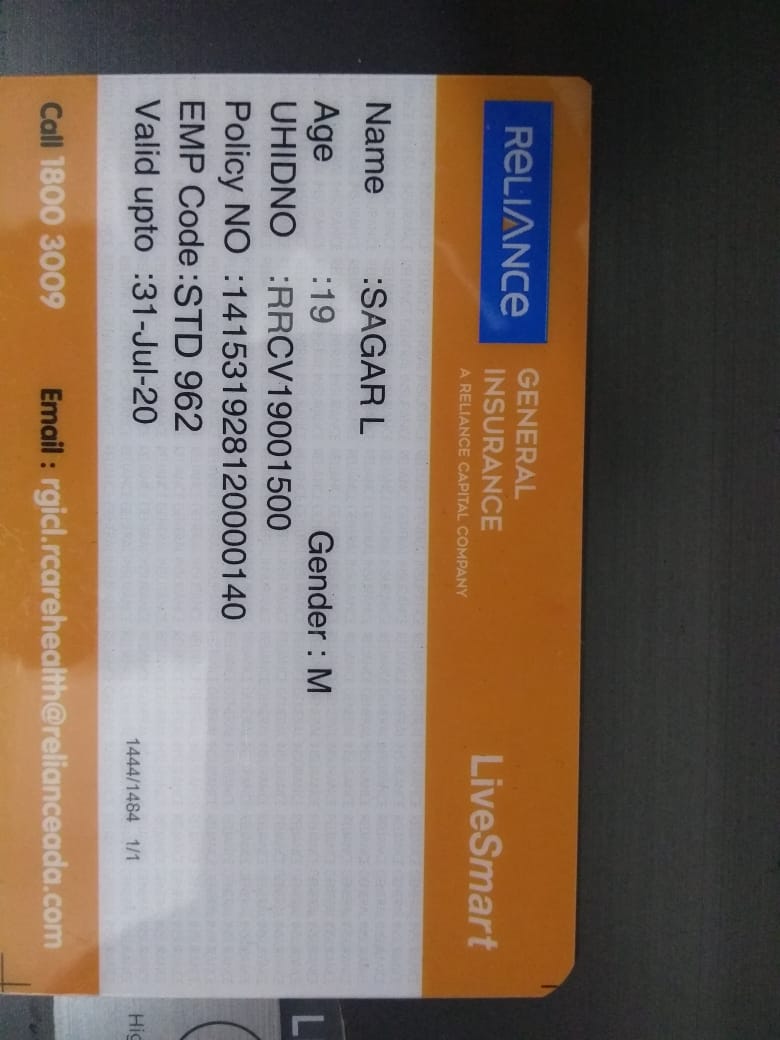 RELIANCE
GENERAL
INSURANCE
A RELIANCE CAPITAL COMPANY
LiveSmart
Name :SAGAR L
Age :19 Gender : M
UHIDNO :RRCV19001500
Policy NO :141531928120000140
EMP Code :STD 962
Valid upto :31-Jul-20
1444/1484 1/1
Call 1800 3009 Email : rgicl.rcarehealth@relianceada.com